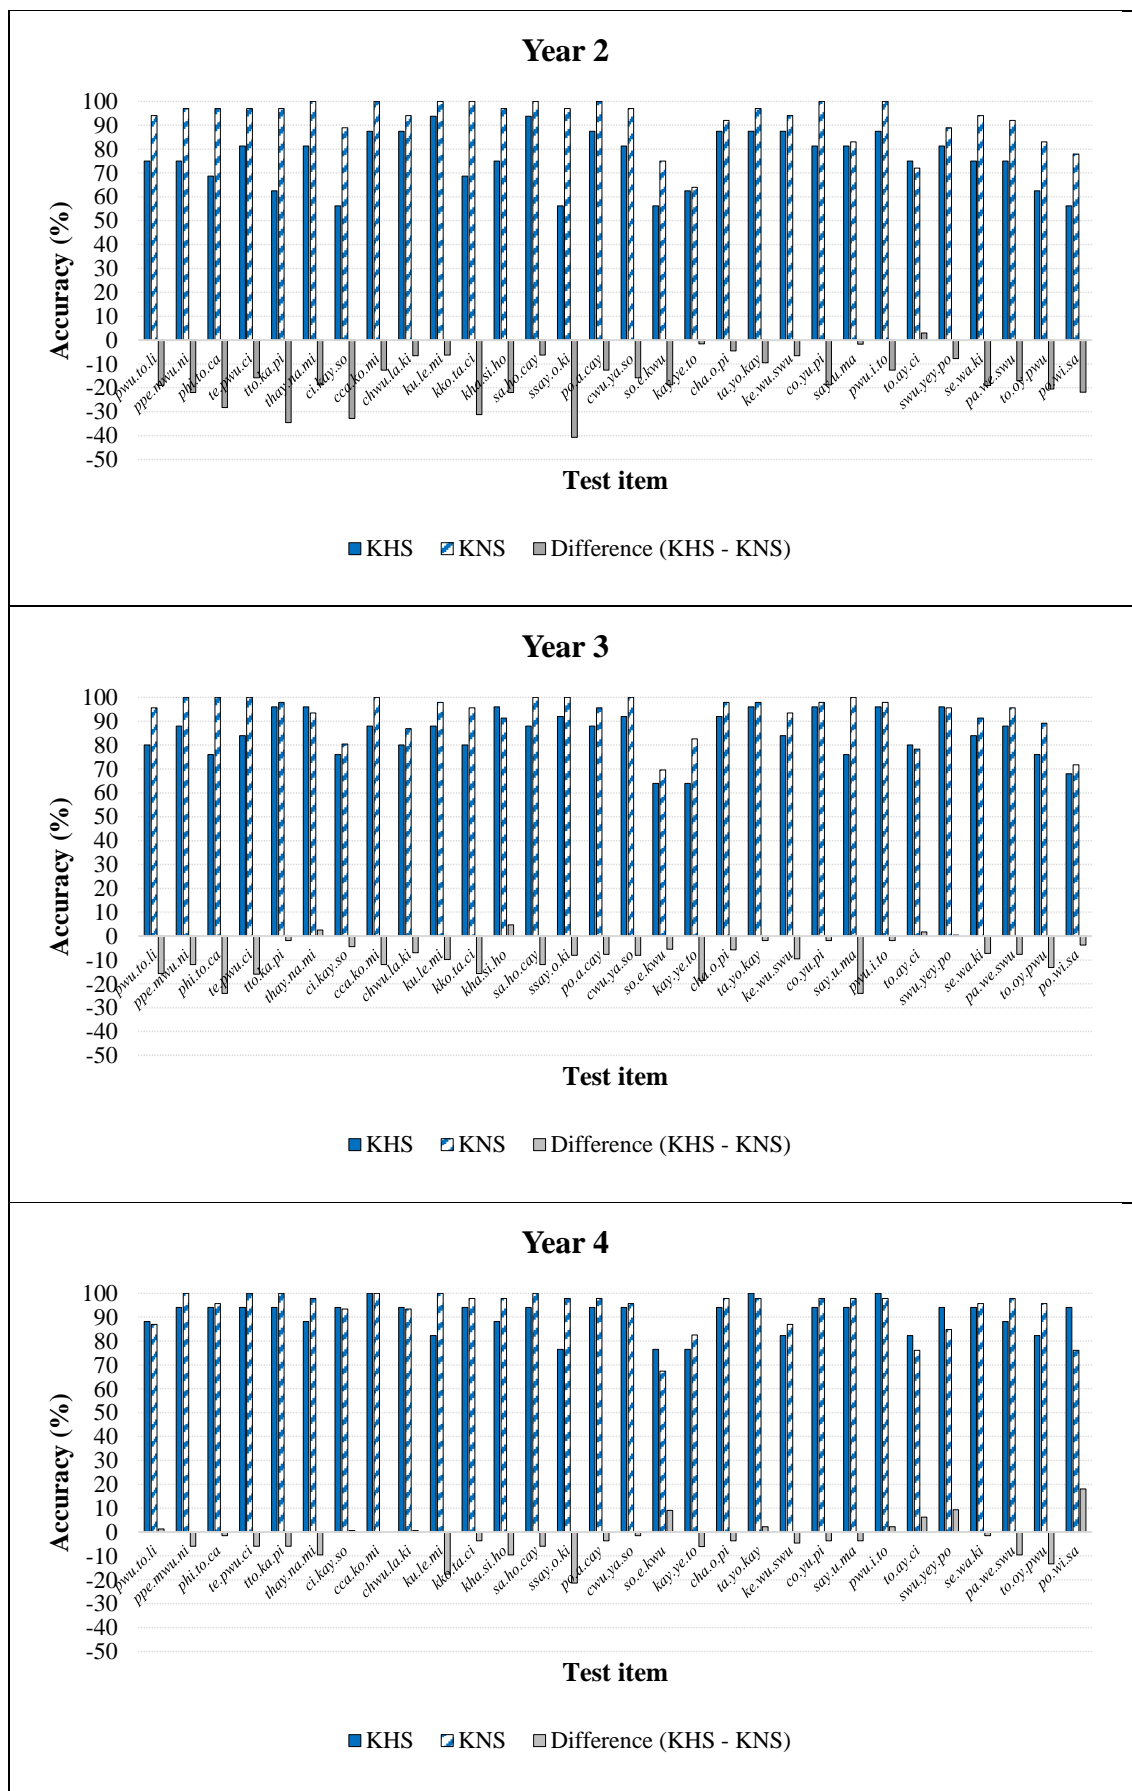 Year 2
100
90
80
70
60
50
40
30
20
10
0
-10
-20
-30
-40
-50
Accuracy (%)
pwu.to.li
ppe.mwu.ni
phi.to.ca
te.pwu.ci
tto.ka.pi
thay.na.mi
ci.kay.so
cca.ko.mi
chwu.la.ki
ku.le.mi
kko.ta.ci
kha.si.ho
sa.ho.cay
ssay.o.ki
po.a.cay
cwu.ya.so
so.e.kwu
kay.ye.to
cha.o.pi
ta.yo.kay
ke.wu.swu
co.yu.pi
say.u.ma
pwu.i.to
to.ay.ci
swu.yey.po
se.wa.ki
pa.we.swu
to.oy.pwu
po.wi.sa
Test item
KHS KNS Difference (KHS - KNS)
Year 3
100
90
80
70
60
50
40
30
20
10
0
-10
-20
-30
-40
-50
Accuracy (%)
pwu.to.li
ppe.mwu.ni
phi.to.ca
te.pwu.ci
tto.ka.pi
thay.na.mi
ci.kay.so
cca.ko.mi
chwu.la.ki
ku.le.mi
kko.ta.ci
kha.si.ho
sa.ho.cay
ssay.o.ki
po.a.cay
cwu.ya.so
so.e.kwu
kay.ye.to
cha.o.pi
ta.yo.kay
ke.wu.swu
co.yu.pi
say.u.ma
pwu.i.to
to.ay.ci
swu.yey.po
se.wa.ki
pa.we.swu
to.oy.pwu
po.wi.sa
Test item
KHS KNS Difference (KHS - KNS)
Year 4
100
90
80
70
60
50
40
30
20
10
0
-10
-20
-30
-40
-50
Accuracy (%)
pwu.to.li
ppe.mwu.ni
phi.to.ca
te.pwu.ci
tto.ka.pi
thay.na.mi
ci.kay.so
cca.ko.mi
chwu.la.ki
ku.le.mi
kko.ta.ci
kha.si.ho
sa.ho.cay
ssay.o.ki
po.a.cay
cwu.ya.so
so.e.kwu
kay.ye.to
cha.o.pi
ta.yo.kay
ke.wu.swu
co.yu.pi
say.u.ma
pwu.i.to
to.ay.ci
swu.yey.po
se.wa.ki
pa.we.swu
to.oy.pwu
po.wi.sa
Test item
KHS KNS Difference (KHS - KNS)